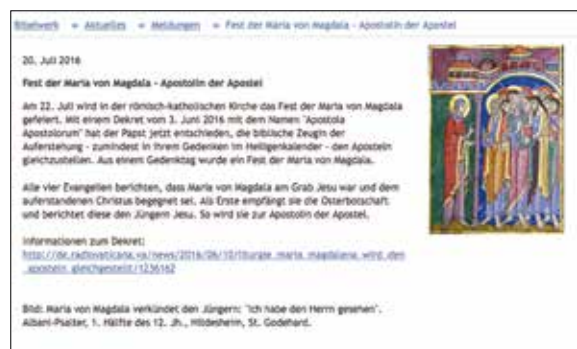 Bibelwerk » Aktuelles » Meldungen » Fest der Maria von Magdala - Apostolin der Apostel
20. Juli 2016
Fest der Maria von Magdala - Apostolin der Apostel
Am 22. Juli wird in der römisch-katholischen Kirche das Fest der Maria von Magdala
gefeiert. Mit einem Dekret vom 3. Juni 2016 mit dem Namen "Apostola
Apostolorum" hat der Papst jetzt entschieden, die biblische Zeugin der
Auferstehung - zumindest in ihrem Gedenken im Heiligenkalender - den Aposteln
gleichzustellen. Aus einem Gedenktag wurde ein Fest der Maria von Magdala.
Alle vier Evangelien berichten, dass Maria von Magdala am Grab Jesu war und dem
auferstandenen Christus begegnet sei. Als Erste empfängt sie die Osterbotschaft
und berichtet diese den Jüngern Jesu. So wird sie zur Apostolin der Apostel.
Informationen zum Dekret:
http://de.radiovaticana.va/news/2016/06/10/liturgie_maria_magdalena_wird_den
_aposteln_gleichgestellt/1236162
Bild: Maria von Magdala verkündet den Jüngern: "Ich habe den Herrn gesehen".
Albani-Psalter, 1. Hälfte des 12. Jh., Hildesheim, St. Godehard.